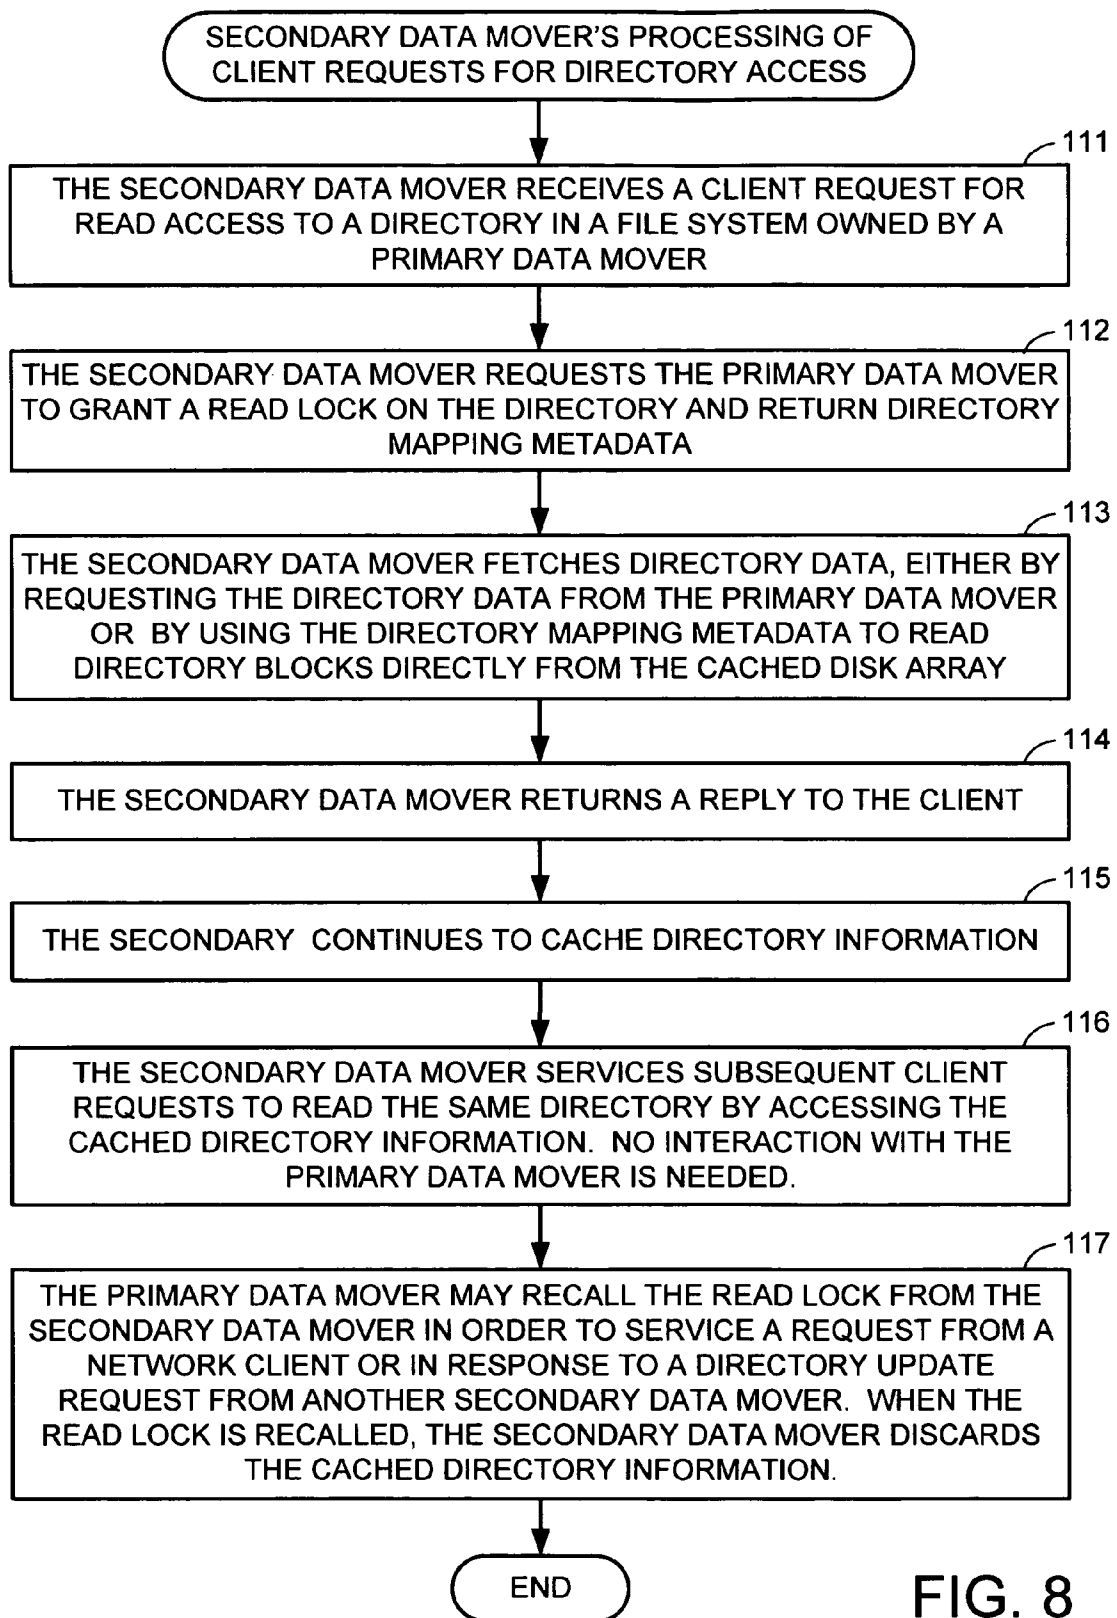 SECONDARY DATA MOVER'S PROCESSING OF
CLIENT REQUESTS FOR DIRECTORY ACCESS
111
THE SECONDARY DATA MOVER RECEIVES A CLIENT REQUEST FOR
READ ACCESS TO A DIRECTORY IN A FILE SYSTEM OWNED BY A
PRIMARY DATA MOVER
112
THE SECONDARY DATA MOVER REQUESTS THE PRIMARY DATA MOVER
TO GRANT A READ LOCK ON THE DIRECTORY AND RETURN DIRECTORY
MAPPING METADATA
113
THE SECONDARY DATA MOVER FETCHES DIRECTORY DATA, EITHER BY
REQUESTING THE DIRECTORY DATA FROM THE PRIMARY DATA MOVER
OR BY USING THE DIRECTORY MAPPING METADATA TO READ
DIRECTORY BLOCKS DIRECTLY FROM THE CACHED DISK ARRAY
114
THE SECONDARY DATA MOVER RETURNS A REPLY TO THE CLIENT
115
THE SECONDARY CONTINUES TO CACHE DIRECTORY INFORMATION
116
THE SECONDARY DATA MOVER SERVICES SUBSEQUENT CLIENT
REQUESTS TO READ THE SAME DIRECTORY BY ACCESSING THE
CACHED DIRECTORY INFORMATION. NO INTERACTION WITH THE
PRIMARY DATA MOVER IS NEEDED.
117
THE PRIMARY DATA MOVER MAY RECALL THE READ LOCK FROM THE
SECONDARY DATA MOVER IN ORDER TO SERVICE A REQUEST FROM A
NETWORK CLIENT OR IN RESPONSE TO A DIRECTORY UPDATE
REQUEST FROM ANOTHER SECONDARY DATA MOVER. WHEN THE
READ LOCK IS RECALLED, THE SECONDARY DATA MOVER DISCARDS
THE CACHED DIRECTORY INFORMATION.
END
FIG. 8